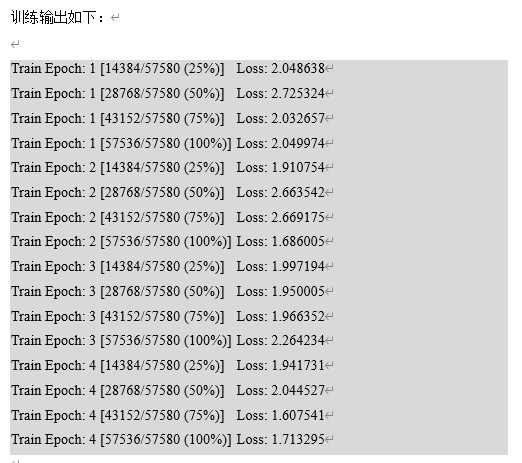 训练输出如下：
Train Epoch: 1 [14384/57580 (25%)] Loss: 2.048638
Train Epoch: 1 [28768/57580 (50%)] Loss: 2.725324
Train Epoch: 1 [43152/57580 (75%)] Loss: 2.032657
Train Epoch: 1 [57536/57580 (100%)] Loss: 2.049974
Train Epoch: 2 [14384/57580 (25%)] Loss: 1.910754
Train Epoch: 2 [28768/57580 (50%)] Loss: 2.663542
Train Epoch: 2 [43152/57580 (75%)] Loss: 2.669175
Train Epoch: 2 [57536/57580 (100%)] Loss: 1.686005
Train Epoch: 3 [14384/57580 (25%)] Loss: 1.997194
Train Epoch: 3 [28768/57580 (50%)] Loss: 1.950005
Train Epoch: 3 [43152/57580 (75%)] Loss: 1.966352
Train Epoch: 3 [57536/57580 (100%)] Loss: 2.264234
Train Epoch: 4 [14384/57580 (25%)] Loss: 1.941731
Train Epoch: 4 [28768/57580 (50%)] Loss: 2.044527
Train Epoch: 4 [43152/57580 (75%)] Loss: 1.607541
Train Epoch: 4 [57536/57580 (100%)] Loss: 1.713295